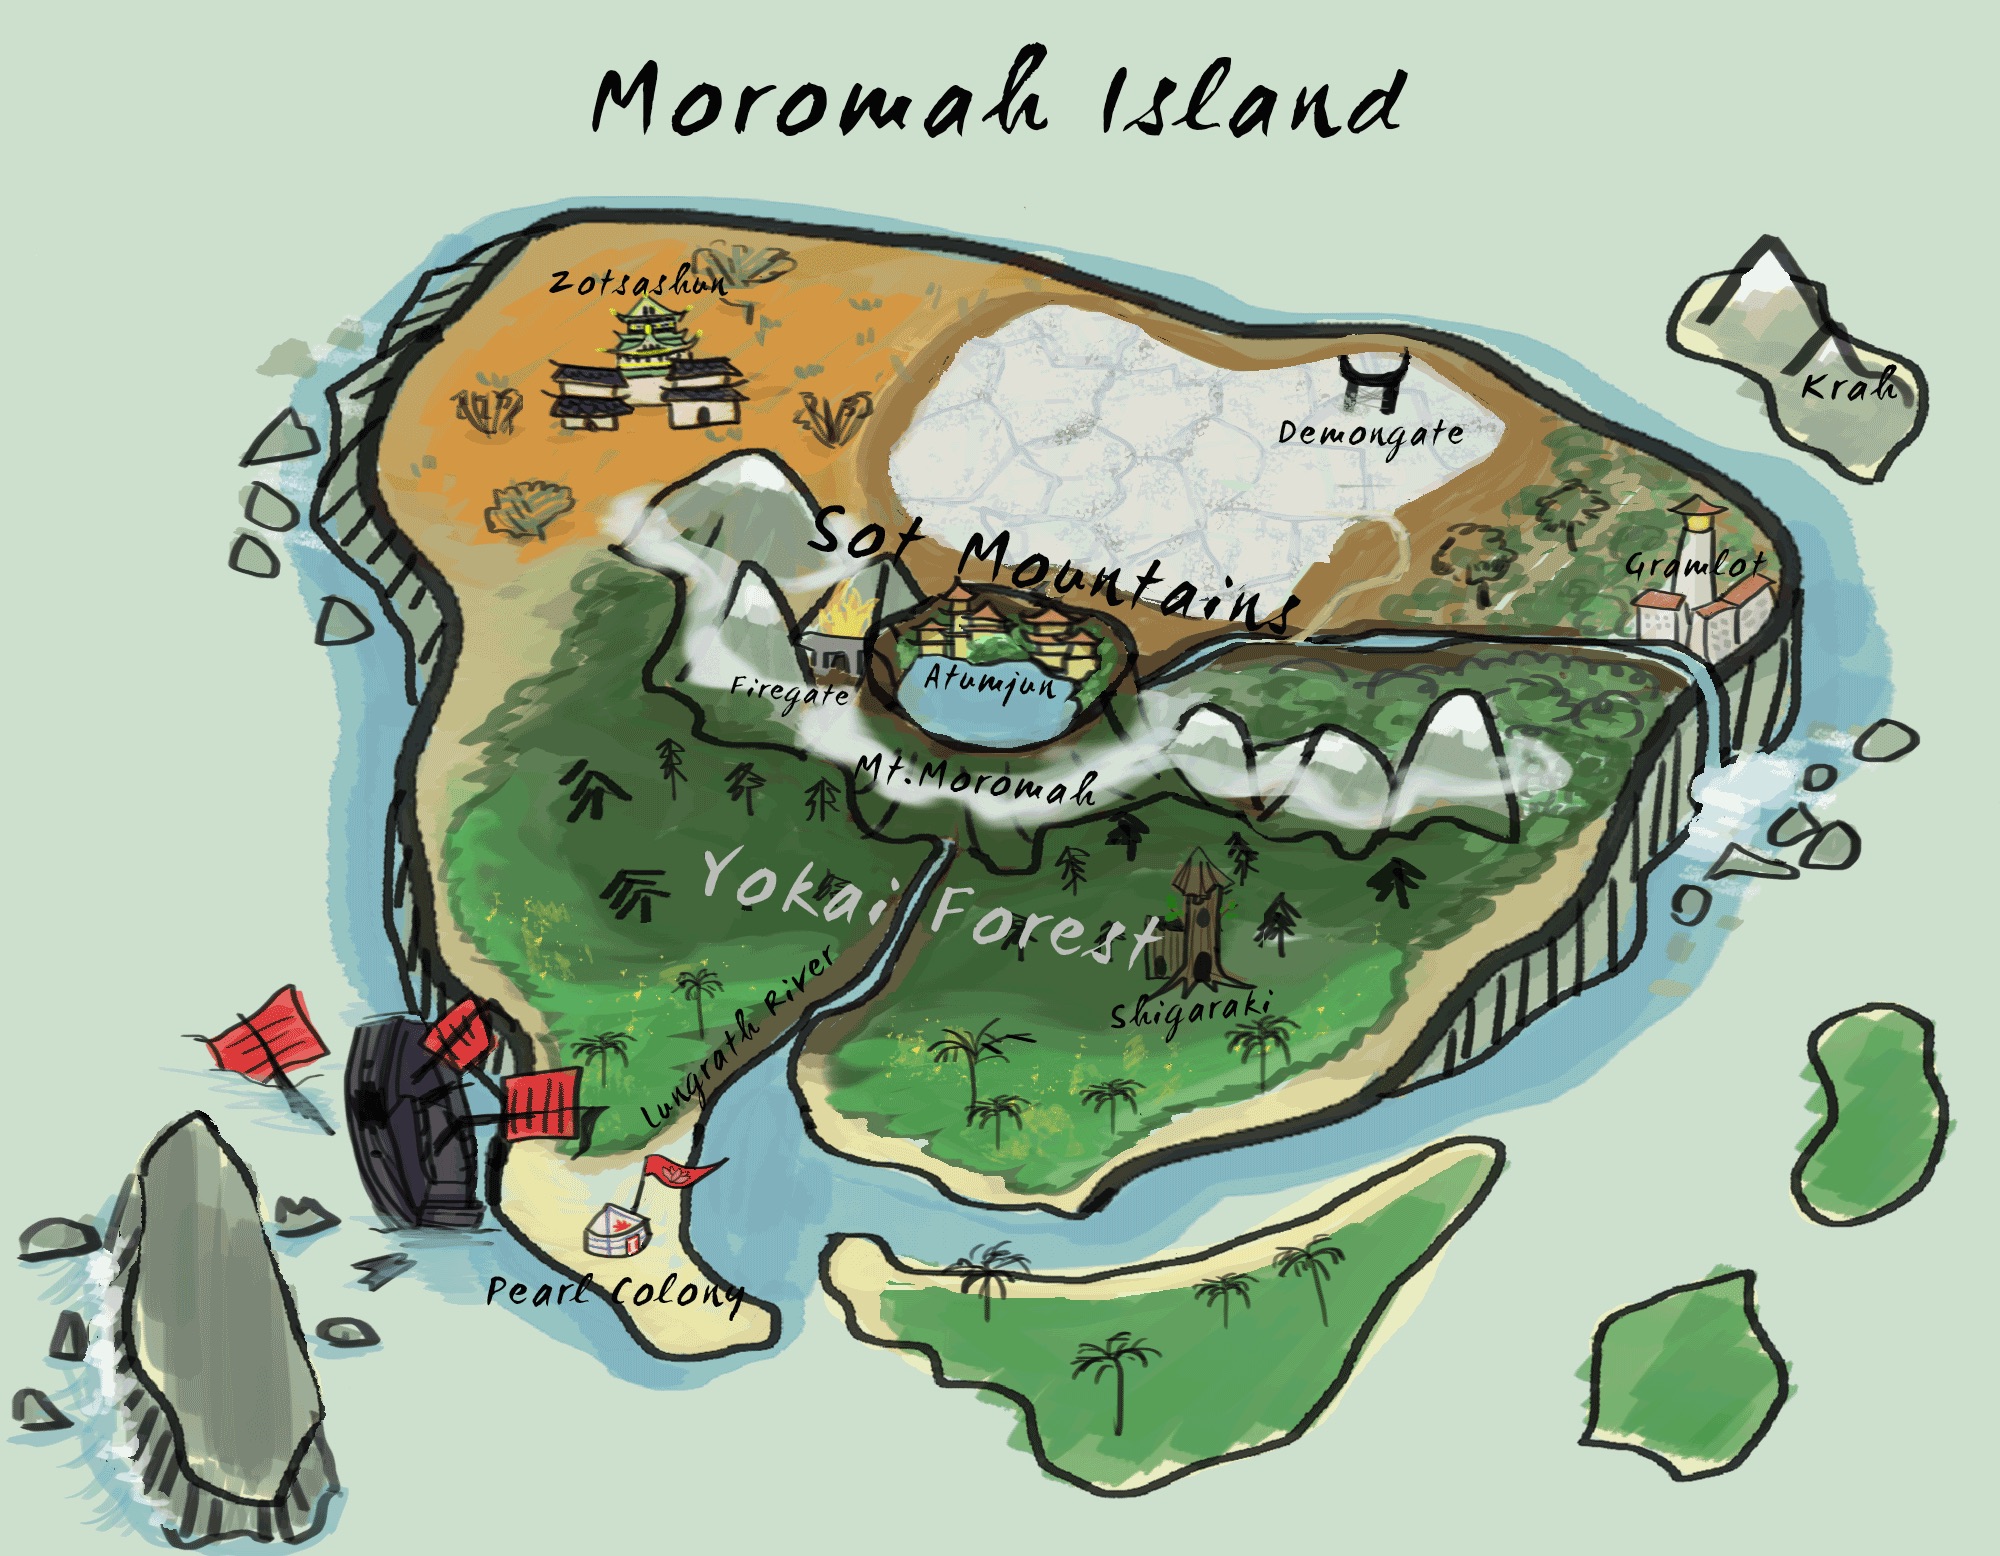 Moromah Island
Zotsashun
Krah
Demongate
Sot Mountains
Gramlot
Atumjun
Firegate
Mt. Moromah
Yokai Forest
Lungrath River
Shigaraki
Pearl Colony